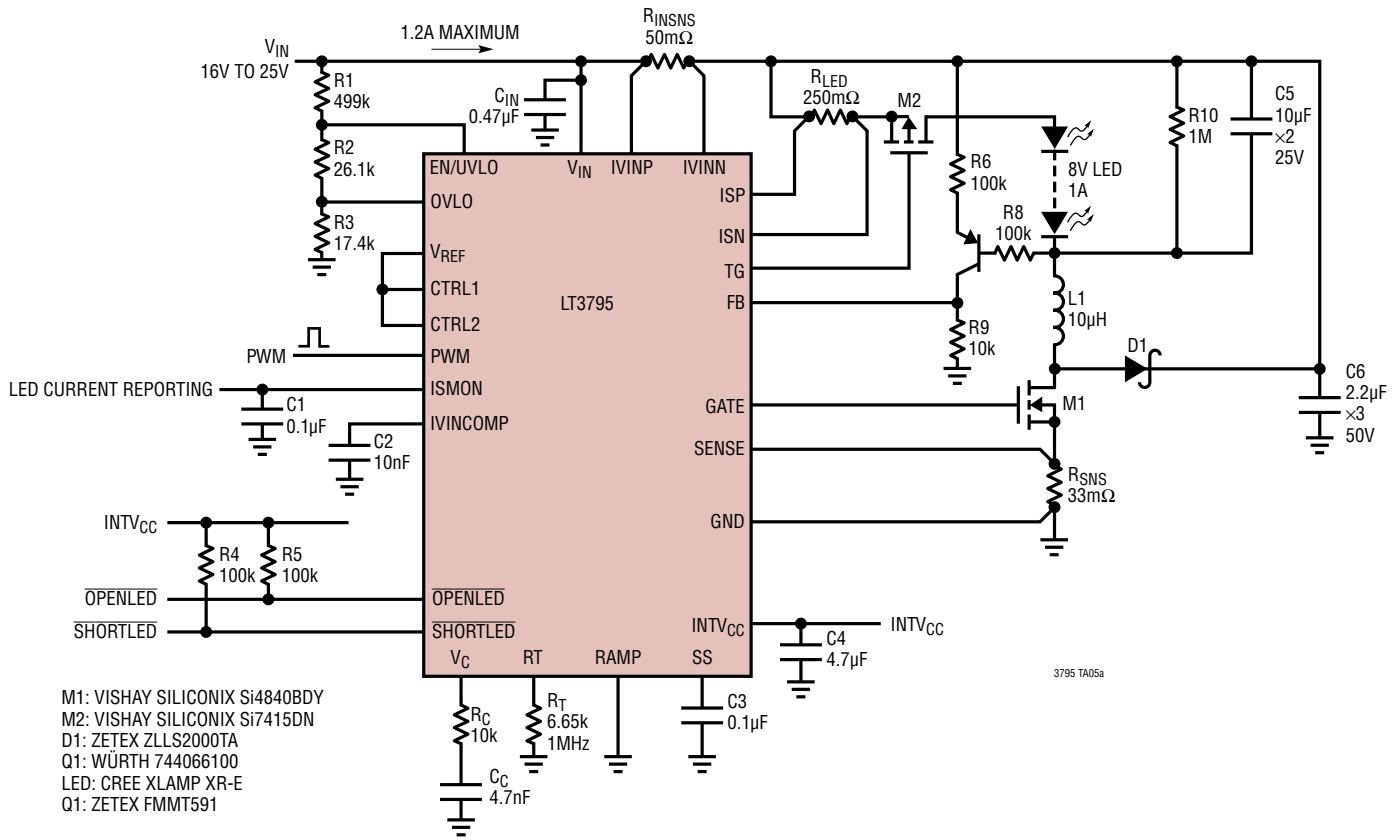 V_IN
16V TO 25V
1.2A MAXIMUM
R_INSNS
50mΩ
R1
499k
R2
26.1k
R3
17.4k
C_IN
0.47µF
R_LED
250mΩ
M2
R6
100k
R8
100k
8V LED
1A
R10
1M
C5
10µF
×2
25V
EN/UVLO
V_IN
IVINP
IVINN
OVLO
V_REF
CTRL1
CTRL2
PWM
ISMON
IVINCOMP
LT3795
ISP
ISN
TG
FB
GATE
SENSE
GND
PWM
LED CURRENT REPORTING
C1
0.1µF
C2
10nF
R9
10k
L1
10µH
D1
M1
C6
2.2µF
×3
50V
R_SNS
33mΩ
INTV_CC
R4
100k
R5
100k
OPENLED
SHORTLED
OPENLED
SHORTLED
V_C
RT
RAMP
SS
INTV_CC
INTV_CC
C4
4.7µF
3795 TA05a
R_C
10k
C_C
4.7nF
R_T
6.65k
1MHz
C3
0.1µF
M1: VISHAY SILICONIX Si4840BDY
M2: VISHAY SILICONIX Si7415DN
D1: ZETEX ZLLS2000TA
Q1: WÜRTH 744066100
LED: CREE XLAMP XR-E
Q1: ZETEX FMMT591